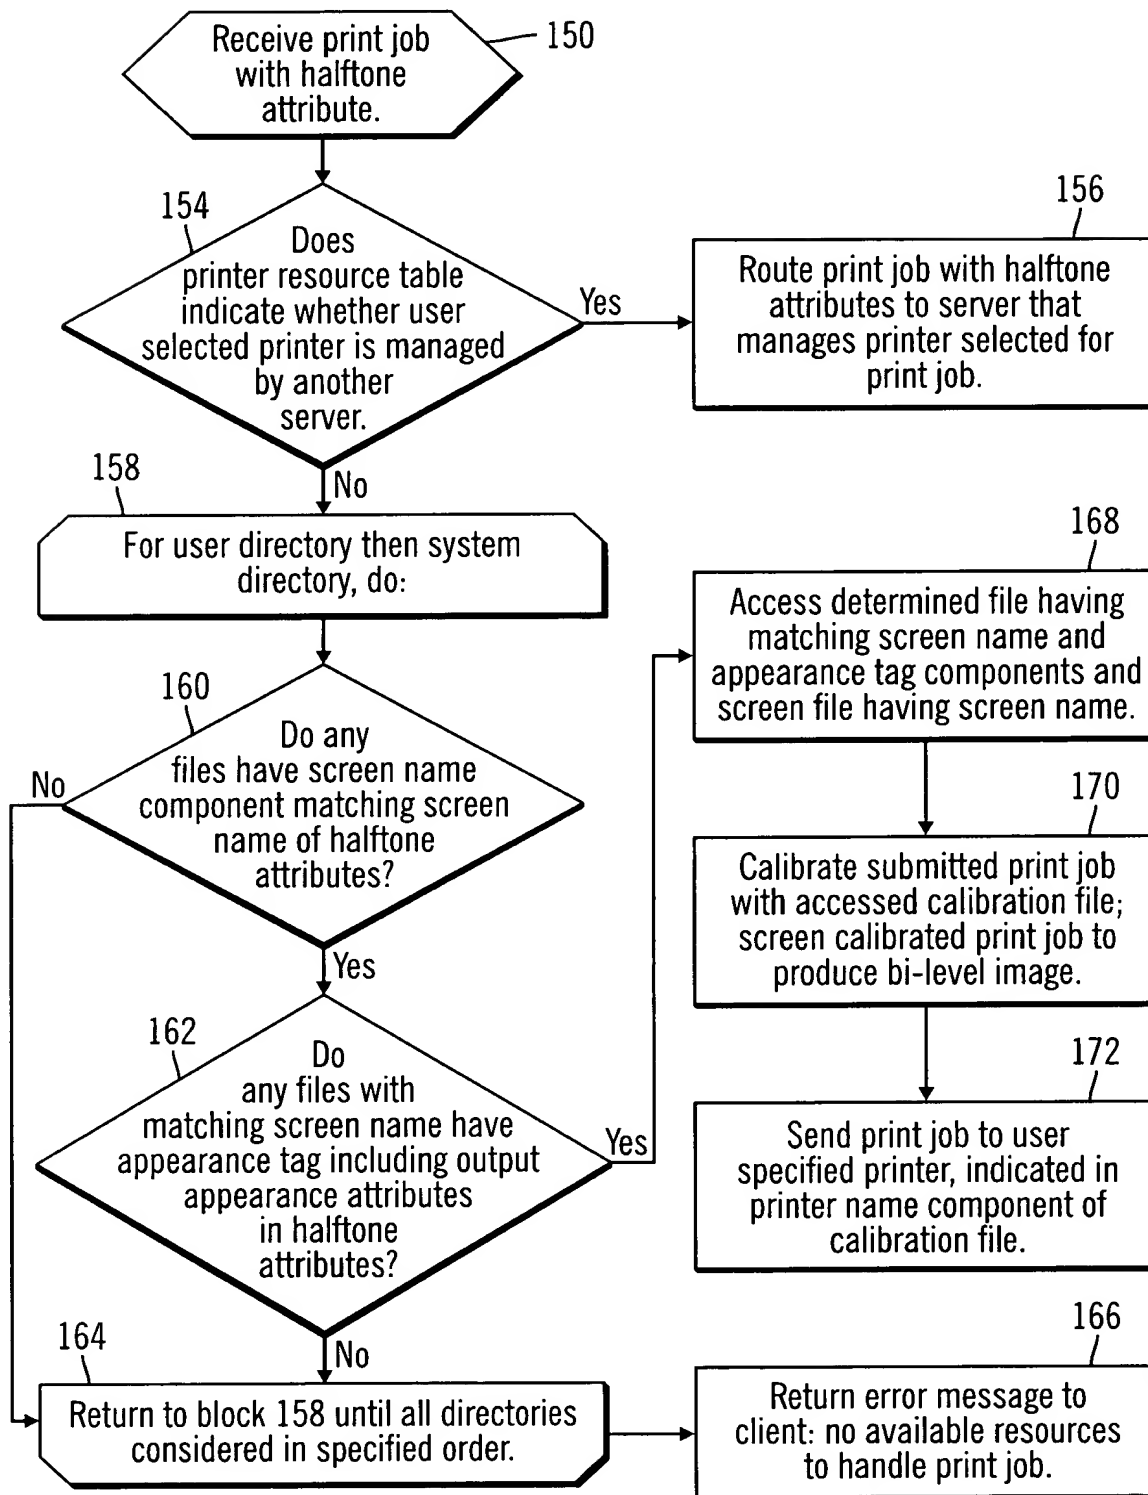 Receive print job
with halftone
attribute.
150
154
Does
printer resource table
indicate whether user
selected printer is managed
by another
server.
Yes
156
Route print job with halftone
attributes to server that
manages printer selected for
print job.
No
158
For user directory then system
directory, do:
160
Do any
files have screen name
component matching screen
name of halftone
attributes?
No
Yes
162
Do
any files with
matching screen name have
appearance tag including output
appearance attributes
in halftone
attributes?
Yes
No
168
Access determined file having
matching screen name and
appearance tag components and
screen file having screen name.
170
Calibrate submitted print job
with accessed calibration file;
screen calibrated print job to
produce bi-level image.
172
Send print job to user
specified printer, indicated in
printer name component of
calibration file.
164
Return to block 158 until all directories
considered in specified order.
166
Return error message to
client: no available resources
to handle print job.